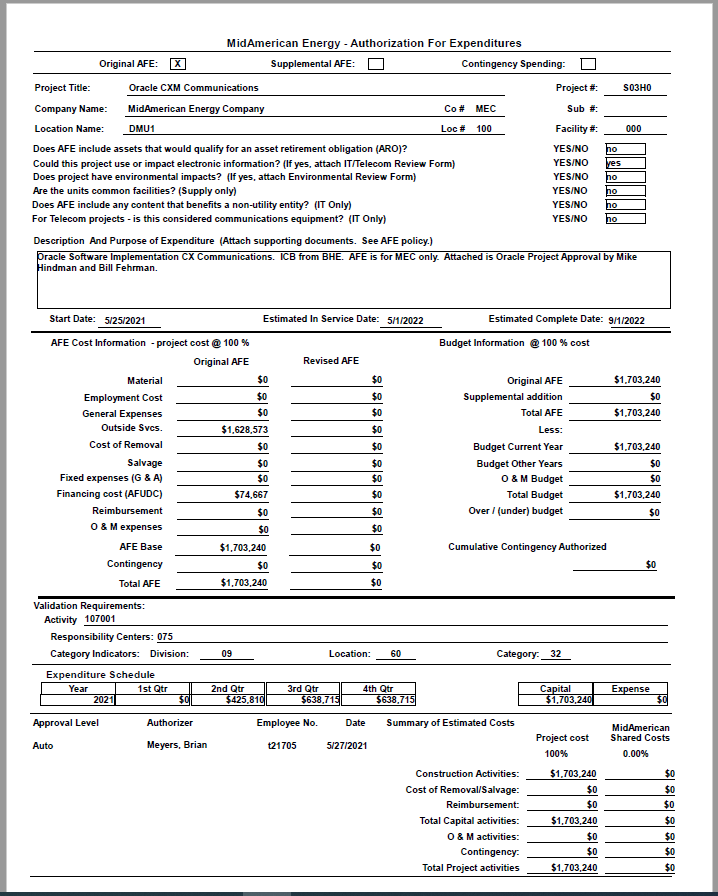 MidAmerican Energy - Authorization For Expenditures
Original AFE: X Supplemental AFE: Contingency Spending:
Project Title: Oracle CXM Communications Project #: S03H0
Company Name: MidAmerican Energy Company Co # MEC Sub #:
Location Name: DMU1 Loc # 100 Facility #: 000
Does AFE include assets that would qualify for an asset retirement obligation (ARO)? YES/NO no
Could this project use or impact electronic information? (If yes, attach IT/Telecom Review Form) YES/NO yes
Does project have environmental impacts? (If yes, attach Environmental Review Form) YES/NO no
Are the units common facilities? (Supply only) YES/NO no
Does AFE include any content that benefits a non-utility entity? (IT Only) YES/NO no
For Telecom projects - is this considered communications equipment? (IT Only) YES/NO no
Description And Purpose of Expenditure (Attach supporting documents. See AFE policy.)
Oracle Software Implementation CX Communications. ICB from BHE. AFE is for MEC only. Attached is Oracle Project Approval by Mike
Hindman and Bill Fehrman.
Start Date: 5/25/2021 Estimated In Service Date: 5/1/2022 Estimated Complete Date: 9/1/2022
AFE Cost Information - project cost @ 100 % Budget Information @ 100 % cost
Original AFE Revised AFE
Material $0 $0 Original AFE $1,703,240
Employment Cost $0 $0 Supplemental addition $0
General Expenses $0 $0 Total AFE $1,703,240
Outside Svcs. $1,628,573 $0 Less:
Cost of Removal $0 $0 Budget Current Year $1,703,240
Salvage $0 $0 Budget Other Years $0
Fixed expenses (G & A) $0 $0 O & M Budget $0
Financing cost (AFUDC) $74,667 $0 Total Budget $1,703,240
Reimbursement $0 $0 Over / (under) budget $0
O & M expenses $0 $0
AFE Base $1,703,240 $0 Cumulative Contingency Authorized
Contingency $0 $0 $0
Total AFE $1,703,240 $0
Validation Requirements:
Activity 107001
Responsibility Centers: 075
Category Indicators: Division: 09 Location: 60 Category: 32
Expenditure Schedule
Year 1st Qtr 2nd Qtr 3rd Qtr 4th Qtr Capital Expense
2021 $0 $425,810 $638,715 $638,715 $1,703,240 $0
Approval Level Authorizer Employee No. Date Summary of Estimated Costs
Auto Meyers, Brian t21705 5/27/2021
Project cost MidAmerican Shared Costs
100% 0.00%
Construction Activities: $1,703,240 $0
Cost of Removal/Salvage: $0 $0
Reimbursement: $0 $0
Total Capital activities: $1,703,240 $0
O & M activities: $0 $0
Contingency: $0 $0
Total Project activities $1,703,240 $0